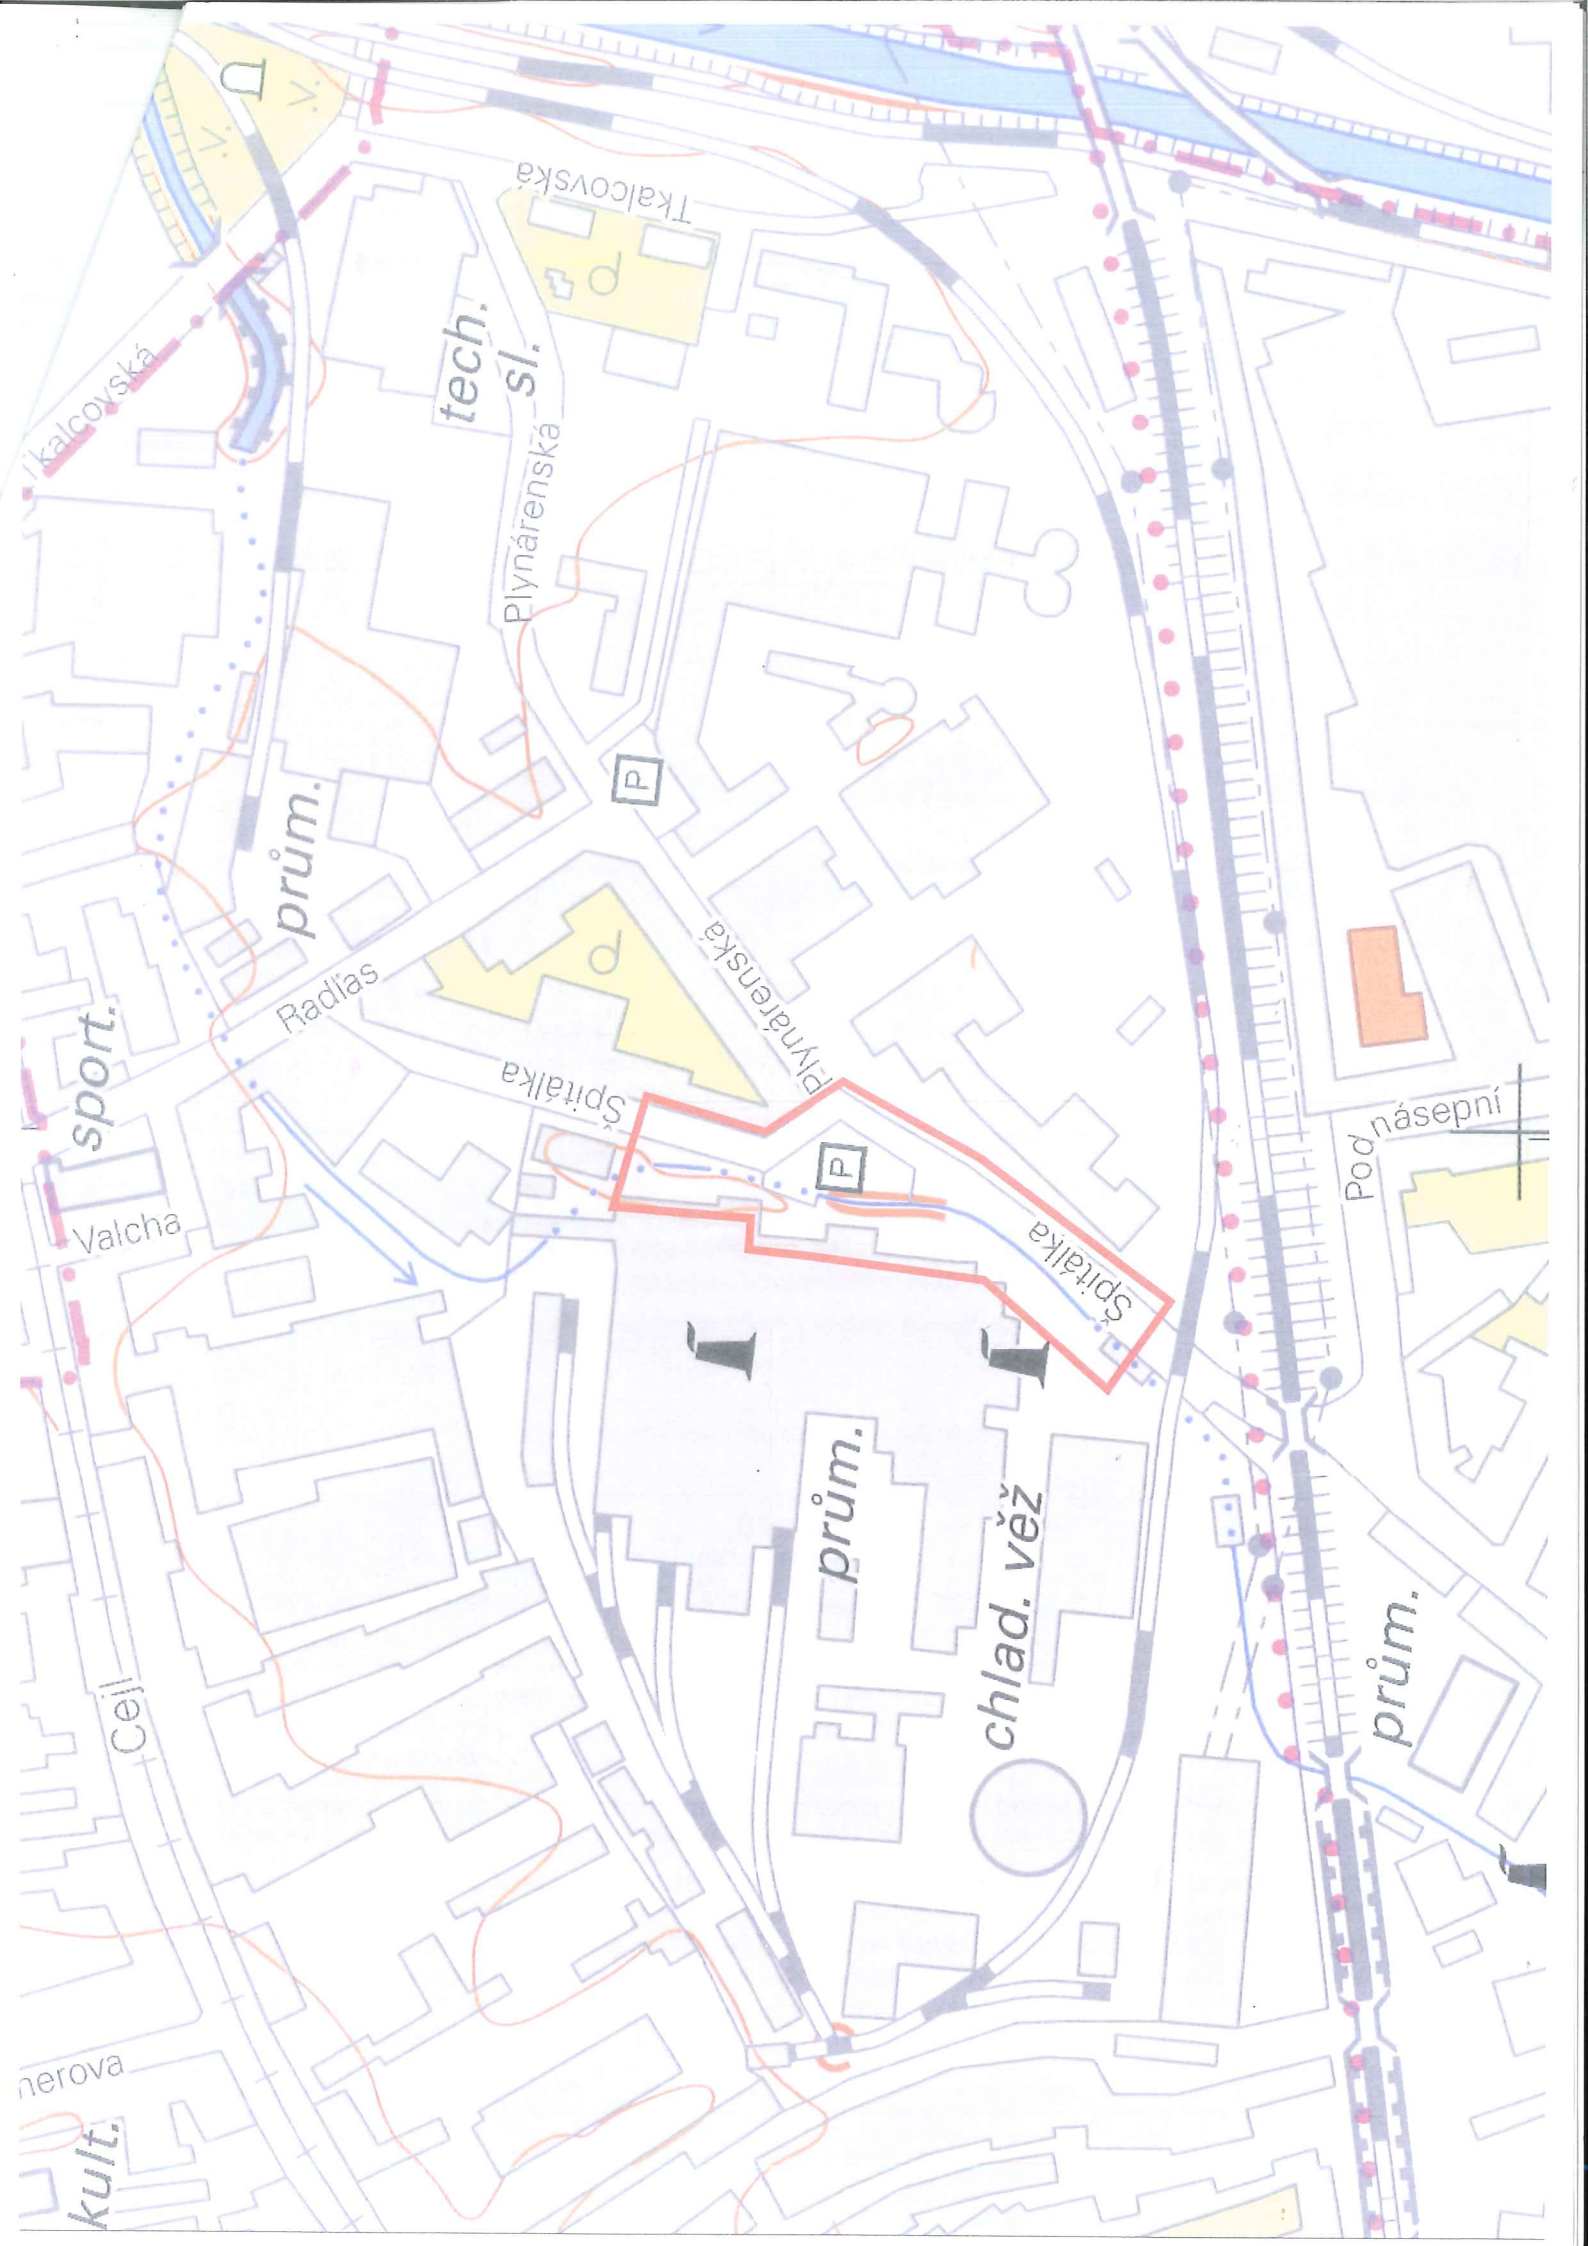 Tkalcovská
tech.
sl.
kalcovská
Plynárenská
P
prům.
Radlas
Plynárenská
sport.
Špitálka
P
Pod
násepní
Valcha
Špitálka
prům.
chlad. věž
prům.
Cejl
nerova
kult.